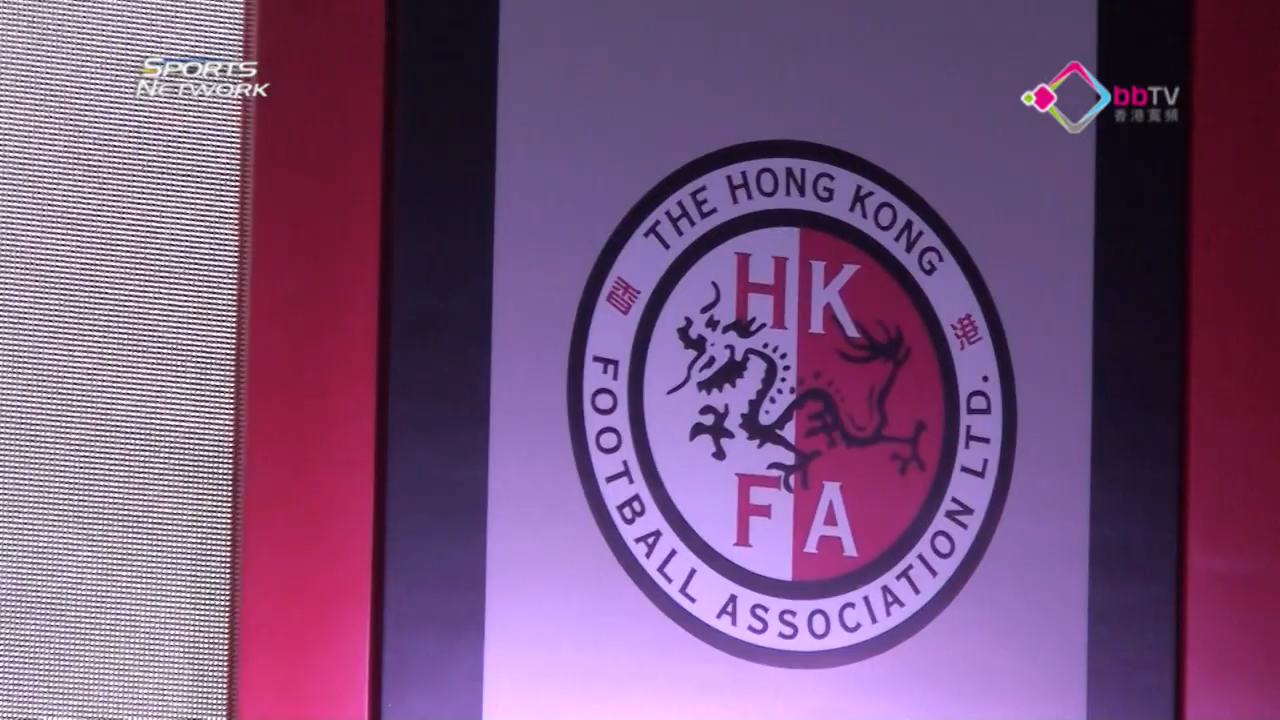 SPORTS
NETWORK
bbTV
香港寬頻
THE HONG KONG
香 港
HK
FA
FOOTBALL ASSOCIATION LTD.